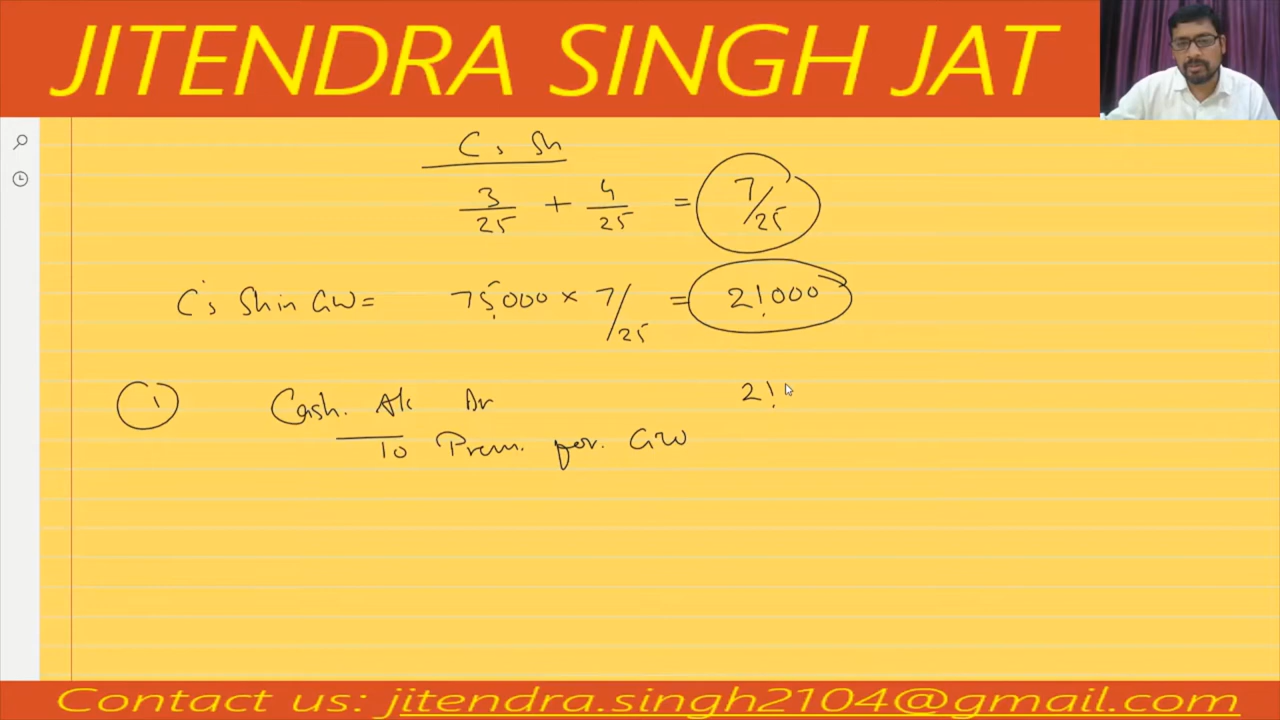 JITENDRA SINGH JAT
C's Sh
3/25 + 4/25 = 7/25
C's Sh in GW = 75,000 × 7/25 = 21,000
1 Cash. A/c Dr 21
To Prem. for. GW
Contact us: jitendra.singh2104@gmail.com